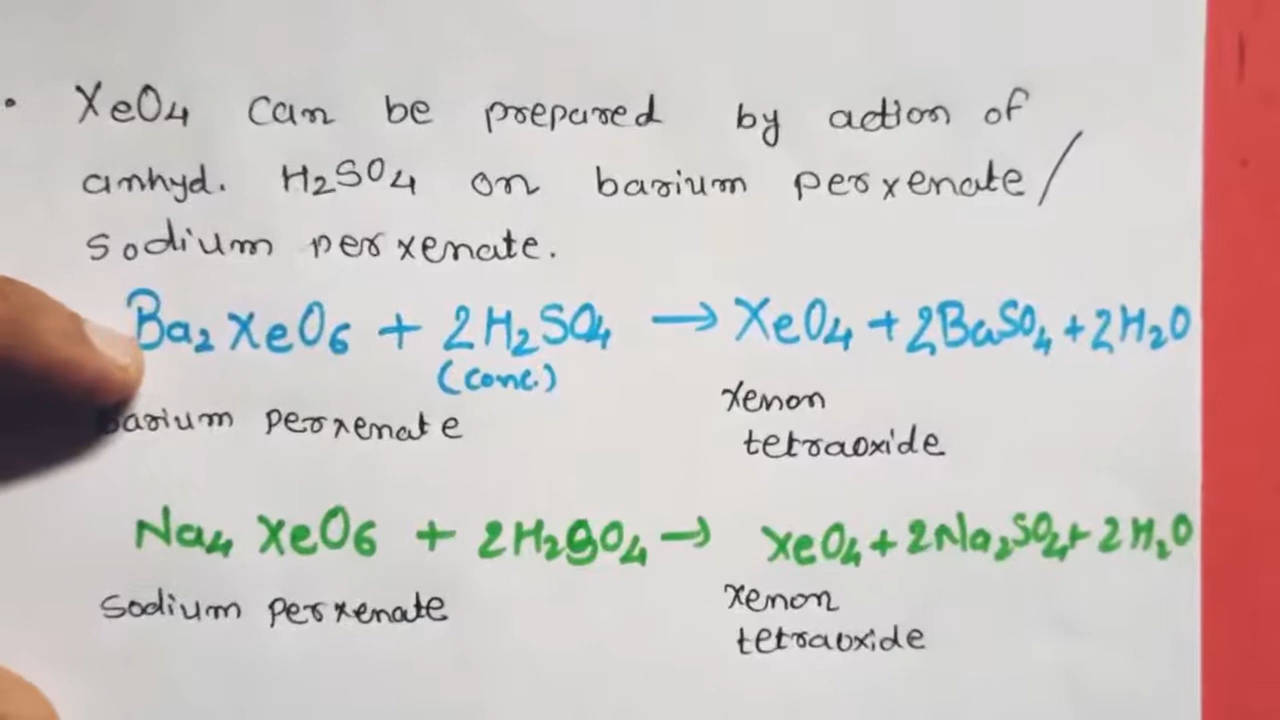 • XeO4 can be prepared by action of
anhyd. H2SO4 on barium perxenate/
sodium perxenate.
Ba2XeO6 + 2H2SO4 → XeO4 + 2BaSO4 + 2H2O
(conc.)
barium perxenate
xenon
tetraoxide
Na4XeO6 + 2H2SO4 → XeO4 + 2Na2SO4 + 2H2O
sodium perxenate
xenon
tetraoxide